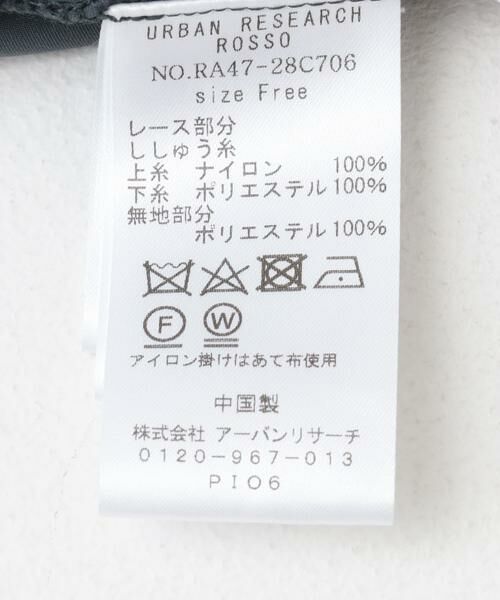 URBAN RESEARCH
ROSSO
NO.RA47-28C706
size Free
レース部分
ししゅう糸
上糸 ナイロン 100%
下糸 ポリエステル 100%
無地部分
ポリエステル 100%
F W
アイロン掛けはあて布使用
中国製
株式会社 アーバンリサーチ
0120-967-013
PIO6